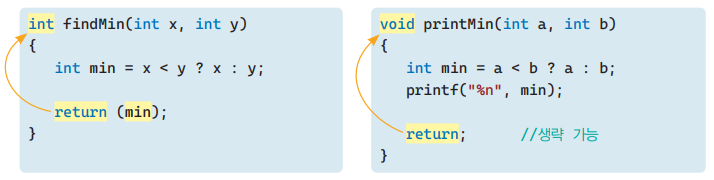 int findMin(int x, int y)
{
int min = x < y ? x : y;
return (min);
}
void printMin(int a, int b)
{
int min = a < b ? a : b;
printf("%n", min);
return; //생략 가능
}